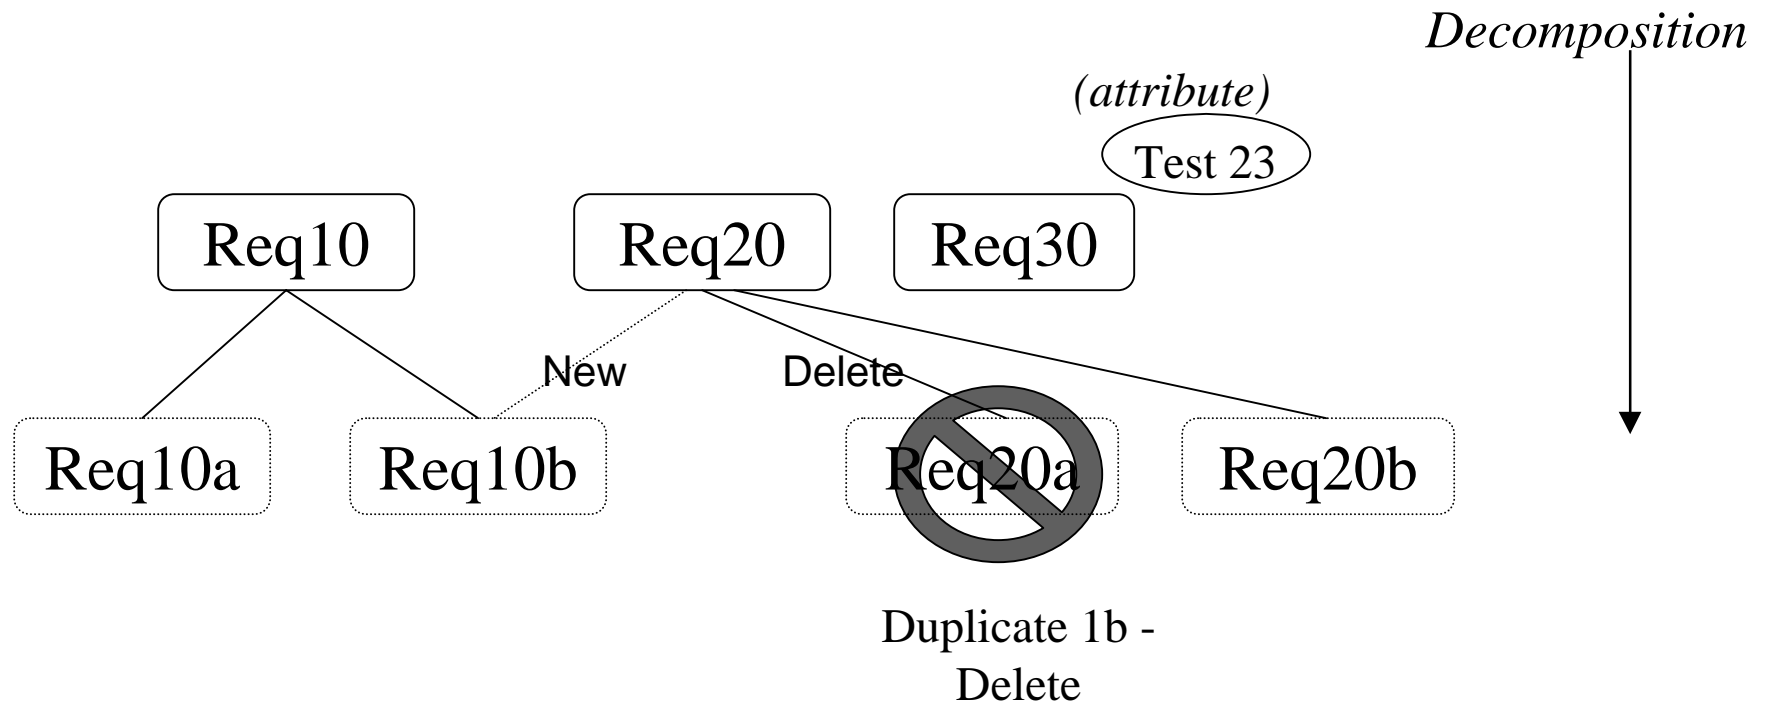 Decomposition
(attribute)
Test 23
Req10
Req20
Req30
New
Delete
Req10a
Req10b
Req20a
Req20b
Duplicate 1b -
Delete